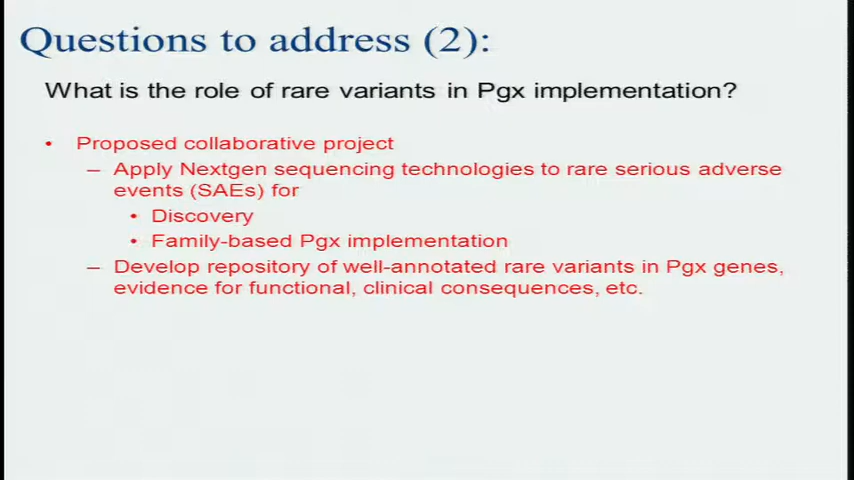 Questions to address (2):
What is the role of rare variants in Pgx implementation?
• Proposed collaborative project
– Apply Nextgen sequencing technologies to rare serious adverse
events (SAEs) for
• Discovery
• Family-based Pgx implementation
– Develop repository of well-annotated rare variants in Pgx genes,
evidence for functional, clinical consequences, etc.